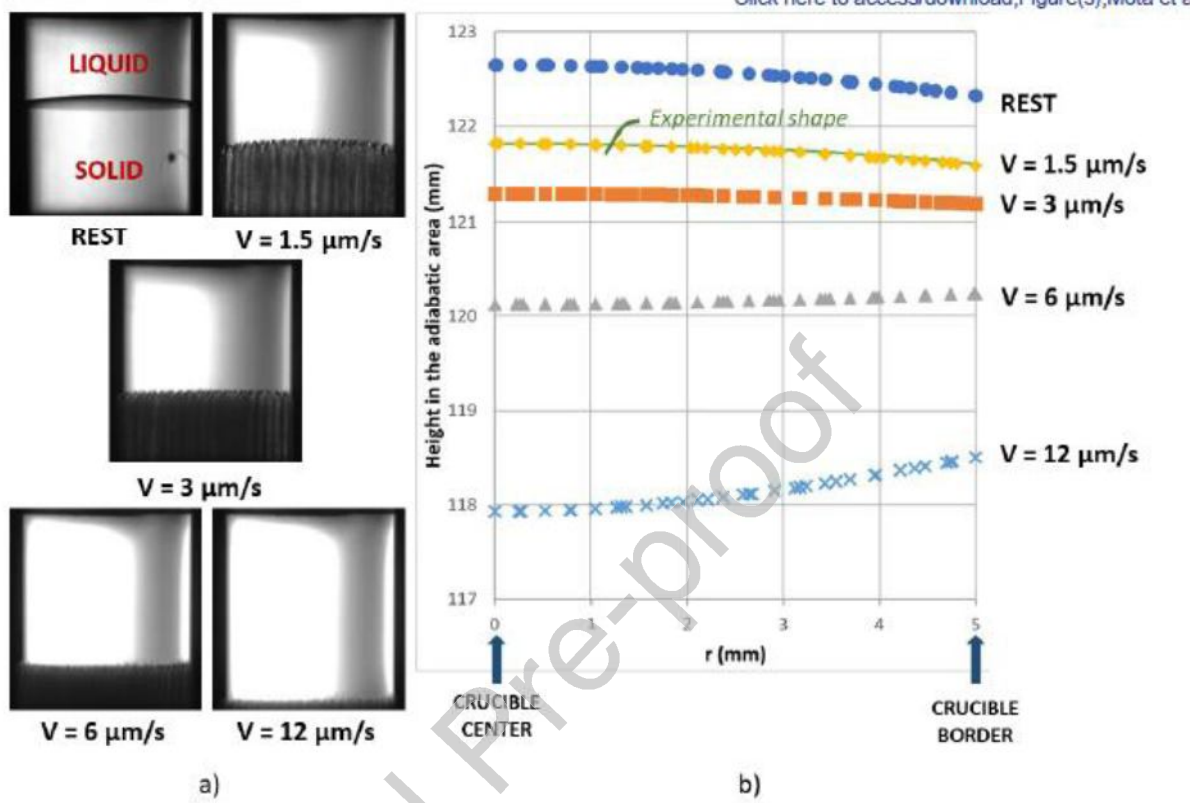 Click here to access/download;Figure(s);Mota et a
LIQUID
SOLID
REST
V = 1.5 µm/s
V = 3 µm/s
V = 6 µm/s
V = 12 µm/s
a)
Height in the adiabatic area (mm)
123
122
121
120
119
118
117
0
1
2
3
4
5
r (mm)
Experimental shape
REST
V = 1.5 µm/s
V = 3 µm/s
V = 6 µm/s
V = 12 µm/s
CRUCIBLE
CENTER
CRUCIBLE
BORDER
b)
Pre-proof